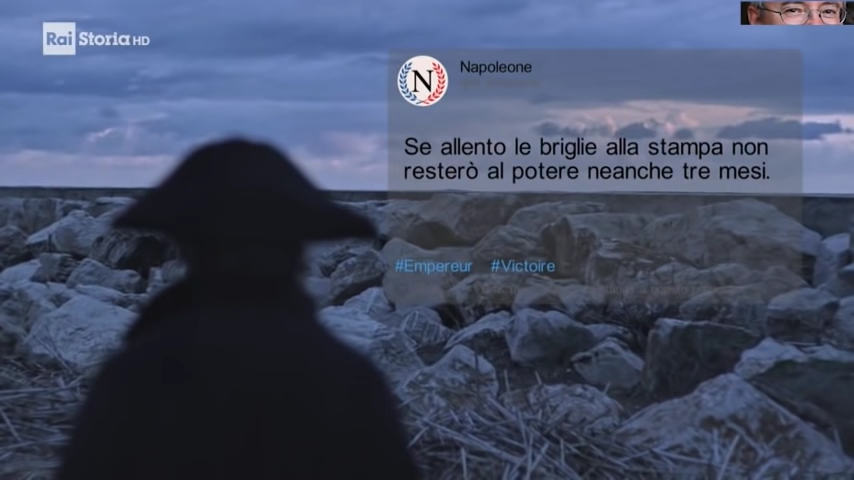 Rai Storia HD
N
Napoleone
Se allento le briglie alla stampa non
resterò al potere neanche tre mesi.
#Empereur #Victoire